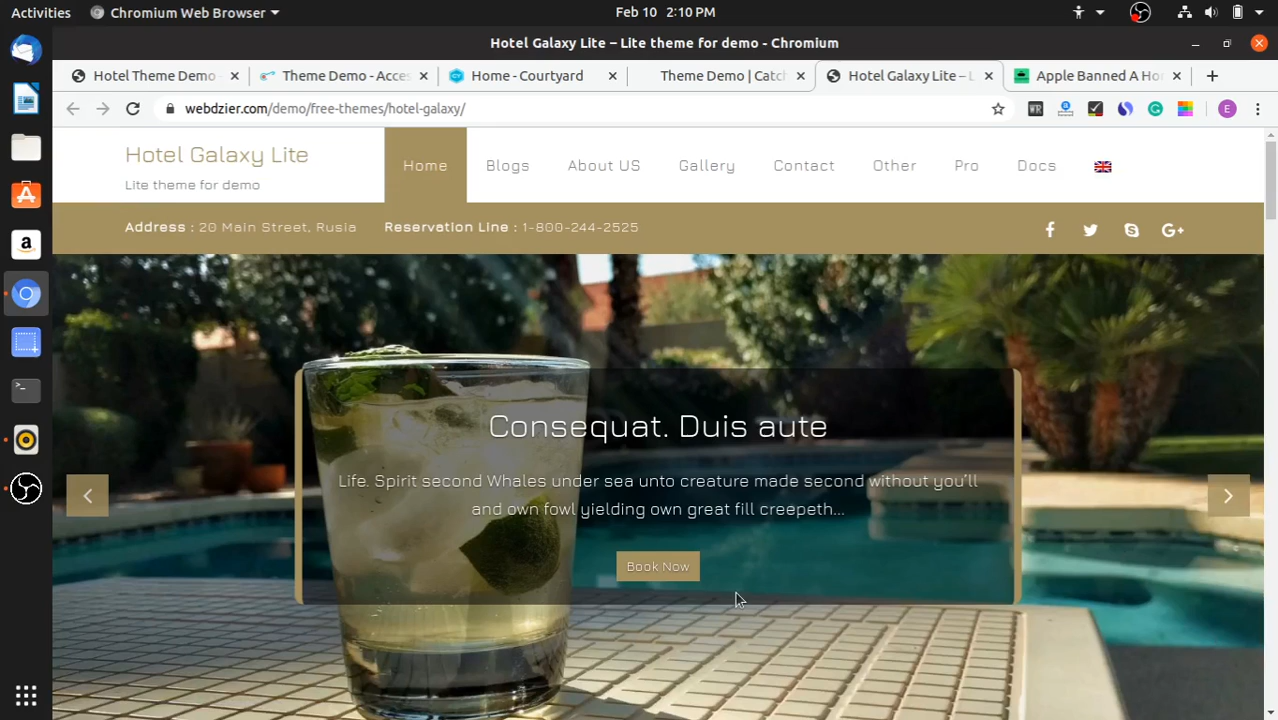 Activities
Chromium Web Browser
Feb 10 2:10 PM
Hotel Galaxy Lite – Lite theme for demo - Chromium
Hotel Theme Demo
Theme Demo - Acces
Home - Courtyard
Theme Demo | Catch
Hotel Galaxy Lite – L
Apple Banned A Ho
webdzier.com/demo/free-themes/hotel-galaxy/
WR
E
Hotel Galaxy Lite
Lite theme for demo
Home
Blogs
About US
Gallery
Contact
Other
Pro
Docs
Address : 20 Main Street, Rusia
Reservation Line : 1-800-244-2525
Consequat. Duis aute
Life. Spirit second Whales under sea unto creature made second without you'll
and own fowl yielding own great fill creepeth...
Book Now